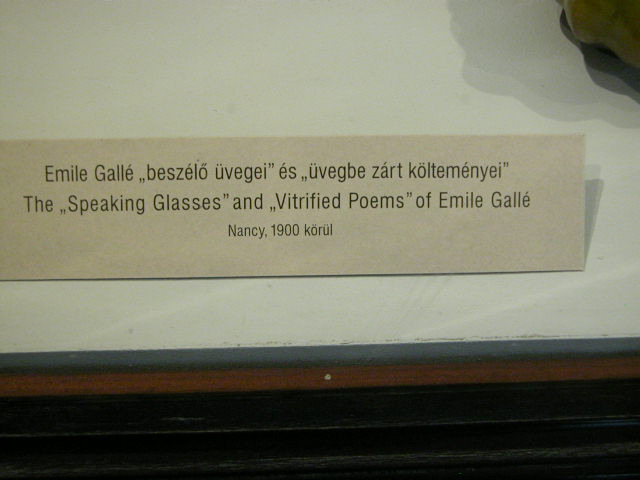 Emile Gallé „beszélő üvegei” és „üvegbe zárt költeményei”
The „Speaking Glasses” and „Vitrified Poems” of Emile Gallé
Nancy, 1900 körül